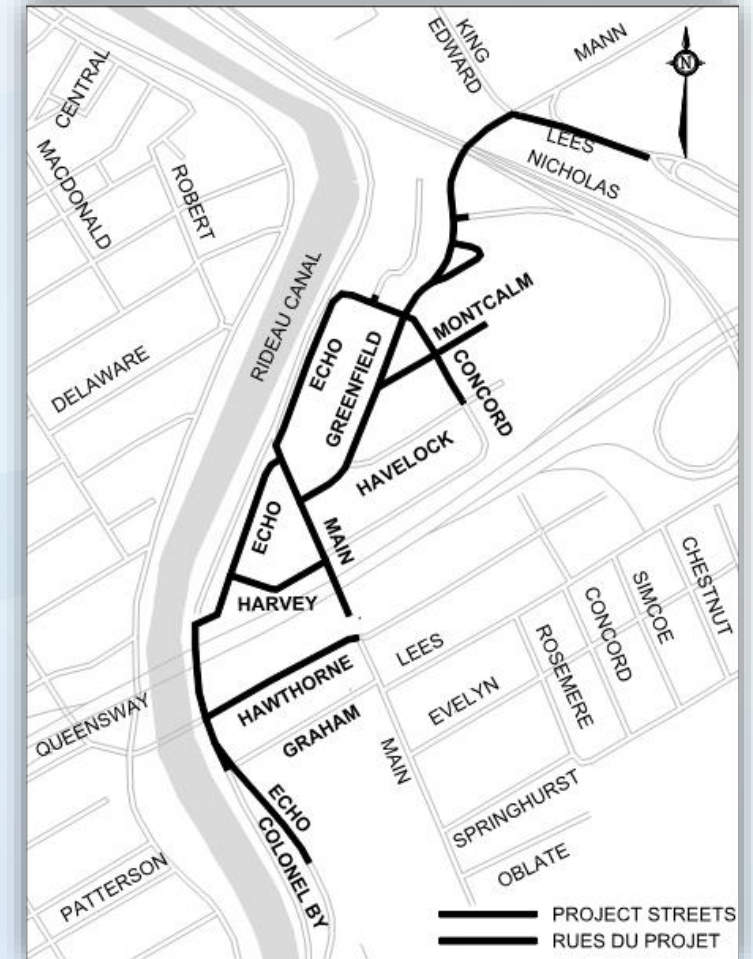 KING
EDWARD
MANN
N
CENTRAL
LEES
NICHOLAS
MACDONALD
ROBERT
RIDEAU CANAL
MONTCALM
ECHO
GREENFIELD
DELAWARE
CONCORD
HAVELOCK
ECHO
MAIN
CHESTNUT
SIMCOE
CONCORD
HARVEY
ROSEMERE
LEES
HAWTHORNE
EVELYN
GRAHAM
QUEENSWAY
MAIN
ECHO
SPRINGHURST
COLONEL BY
OBLATE
PATTERSON
PROJECT STREETS
RUES DU PROJET